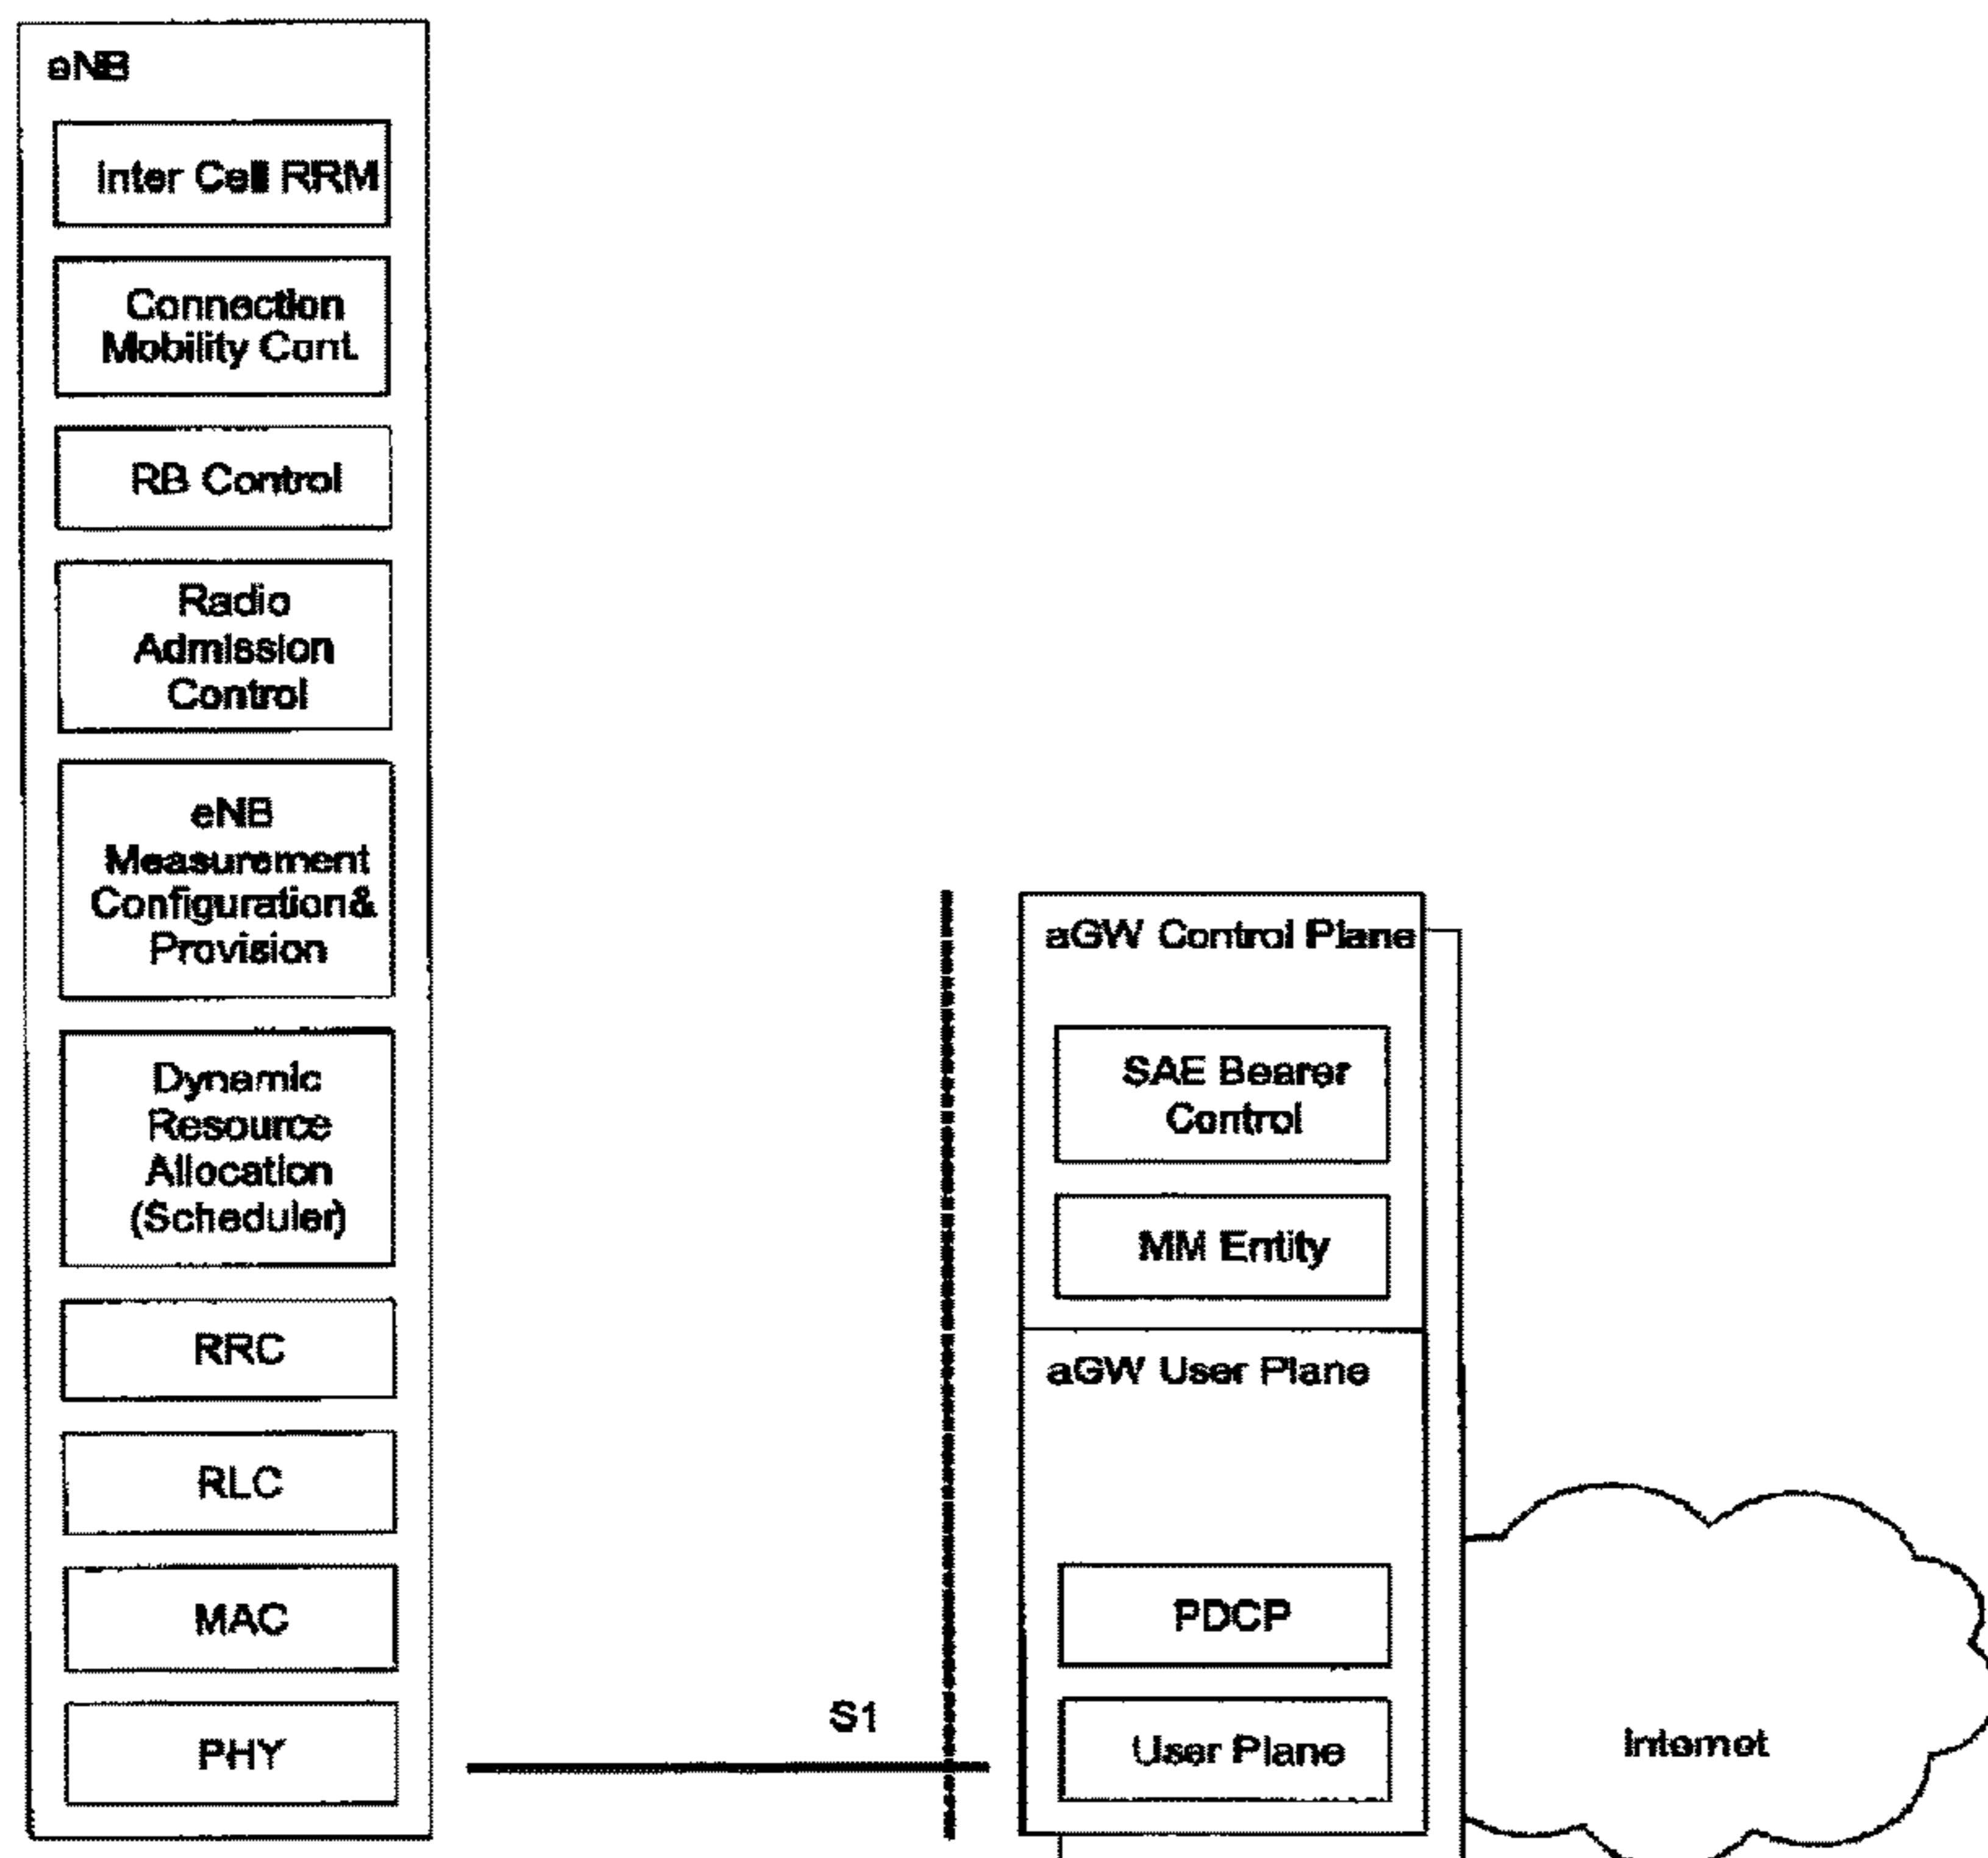 eNB
Inter Cell RRM
Connection
Mobility Cont.
RB Control
Radio
Admission
Control
eNB
Measurement
Configuration&
Provision
Dynamic
Resource
Allocation
(Scheduler)
RRC
RLC
MAC
PHY
S1
aGW Control Plane
SAE Bearer
Control
MM Entity
aGW User Plane
PDCP
User Plane
Internet